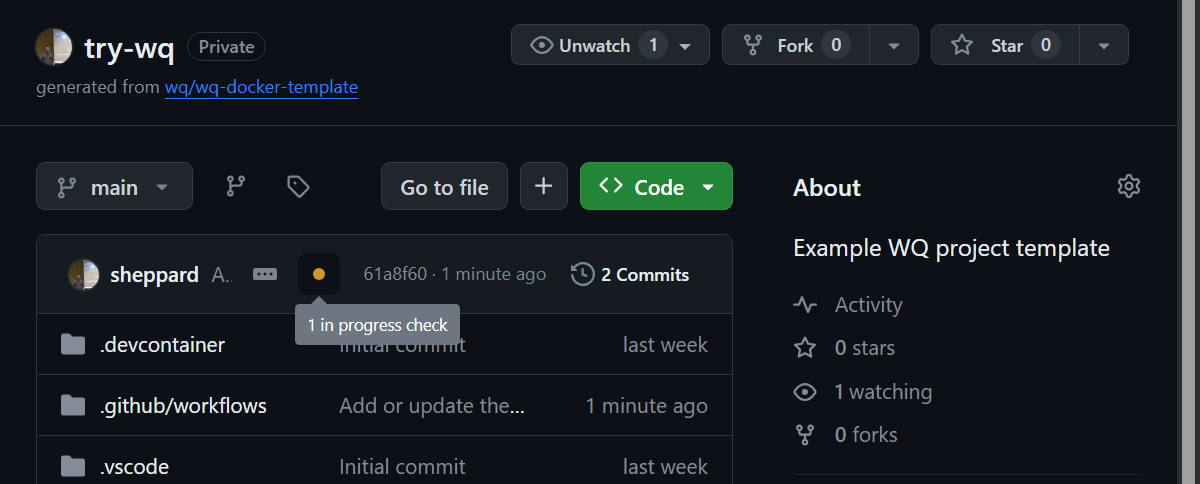 try-wq Private Unwatch 1 Fork 0 Star 0
generated from wq/wq-docker-template
main Go to file + Code About
Example WQ project template
sheppard A... 61a8f60 · 1 minute ago 2 Commits
1 in progress check
.devcontainer Initial commit last week
.github/workflows Add or update the... 1 minute ago
.vscode Initial commit last week
Activity
0 stars
1 watching
0 forks